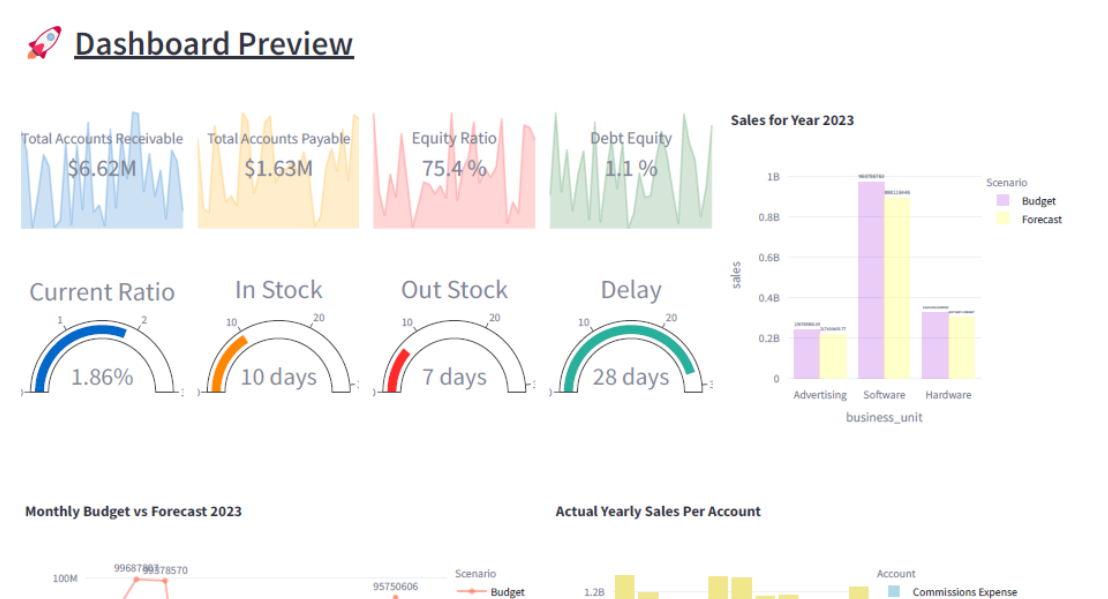 Dashboard Preview
Total Accounts Receivable
$6.62M
Total Accounts Payable
$1.63M
Equity Ratio
75.4 %
Debt Equity
1.1 %
Sales for Year 2023
1B
0.8B
0.6B
0.4B
0.2B
0
sales
Advertising
Software
Hardware
business_unit
Scenario
Budget
Forecast
Current Ratio
1
2
1.86%
In Stock
10
20
10 days
Out Stock
10
20
7 days
Delay
10
20
28 days
Monthly Budget vs Forecast 2023
100M
99378570
95750606
Scenario
Budget
Actual Yearly Sales Per Account
1.2B
Account
Commissions Expense